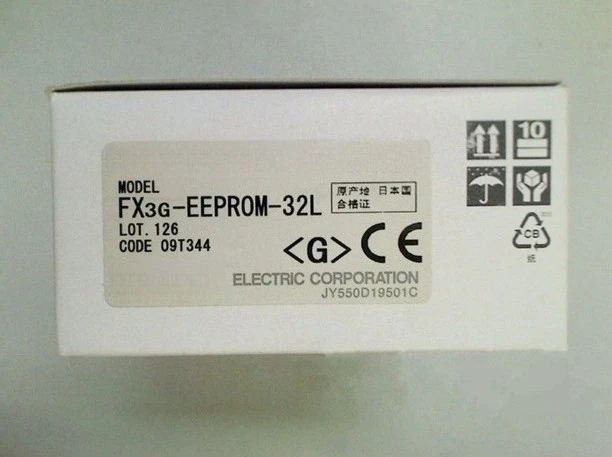 MODEL
FX3G-EEPROM-32L
原产地 日本国
合格证
LOT. 126
CODE 09T344
<G> CE
ELECTRIC CORPORATION
JY550D19501C
10
CB
紙